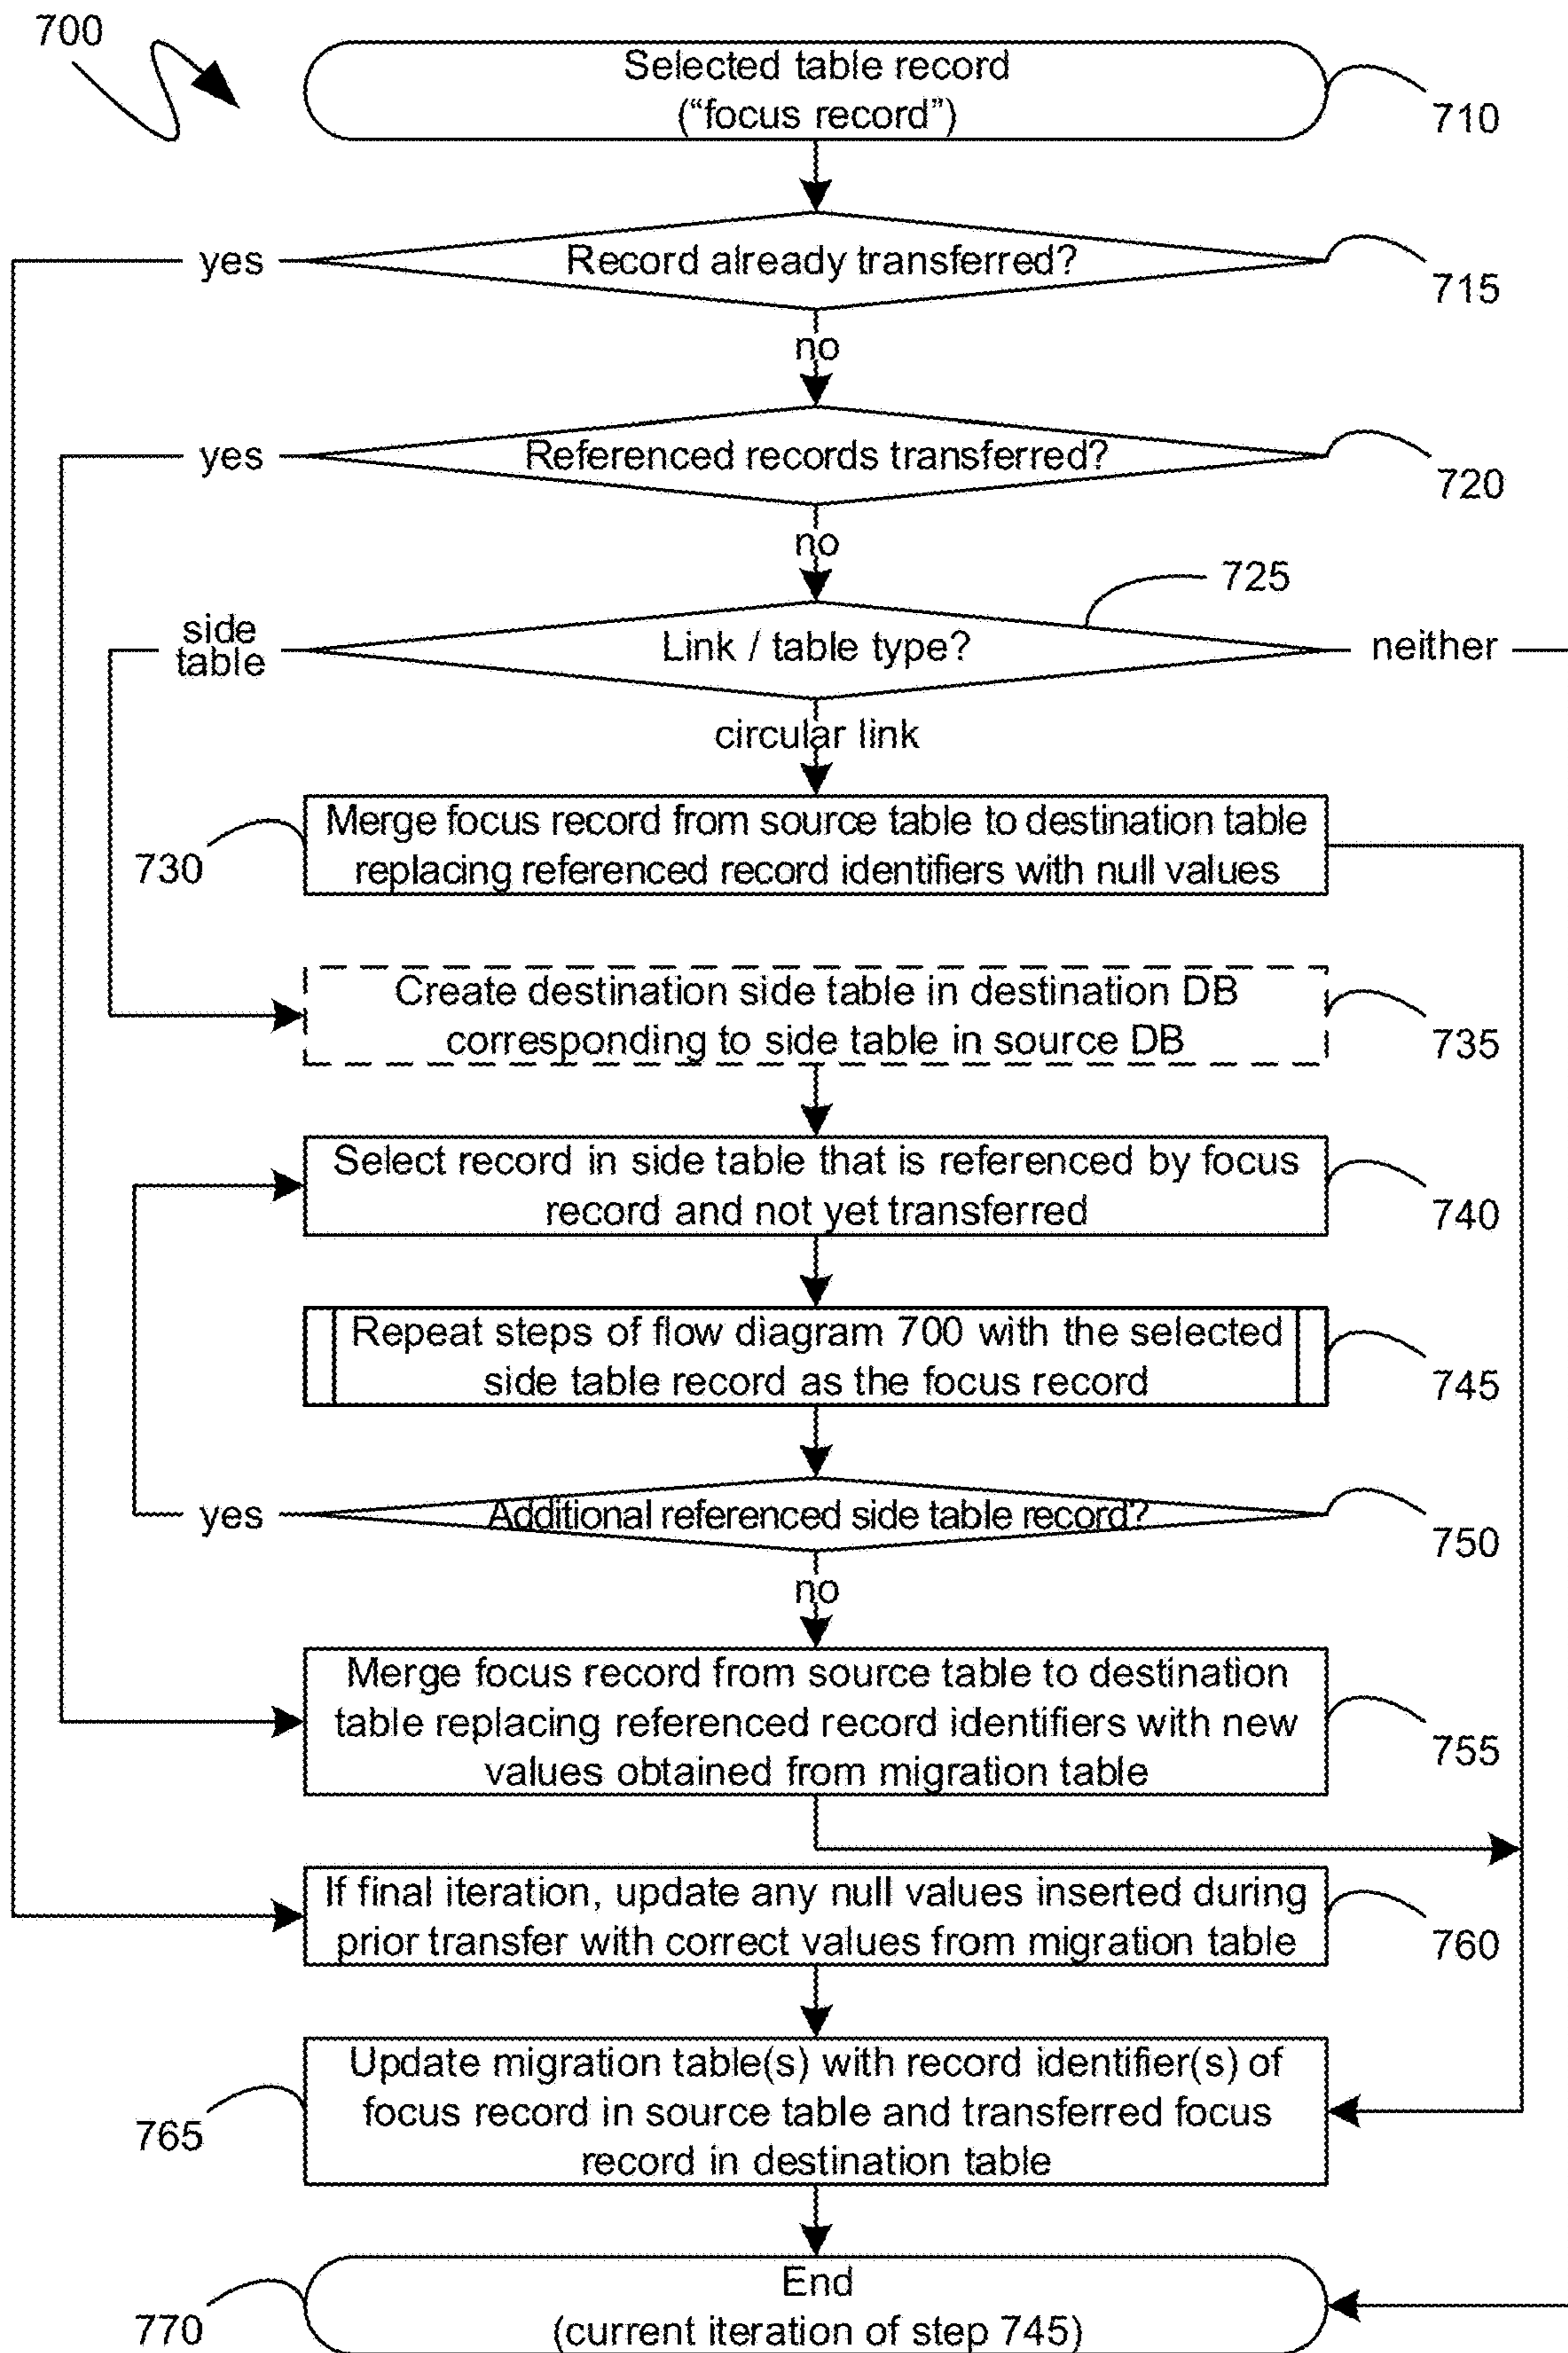 700
Selected table record
(“focus record”)
710
yes
Record already transferred?
715
no
yes
Referenced records transferred?
720
no
725
side
table
Link / table type?
neither
circular link
Merge focus record from source table to destination table
replacing referenced record identifiers with null values
730
Create destination side table in destination DB
corresponding to side table in source DB
735
Select record in side table that is referenced by focus
record and not yet transferred
740
Repeat steps of flow diagram 700 with the selected
side table record as the focus record
745
yes
Additional referenced side table record?
750
no
Merge focus record from source table to destination
table replacing referenced record identifiers with new
values obtained from migration table
755
If final iteration, update any null values inserted during
prior transfer with correct values from migration table
760
Update migration table(s) with record identifier(s) of
focus record in source table and transferred focus
record in destination table
765
End
(current iteration of step 745)
770